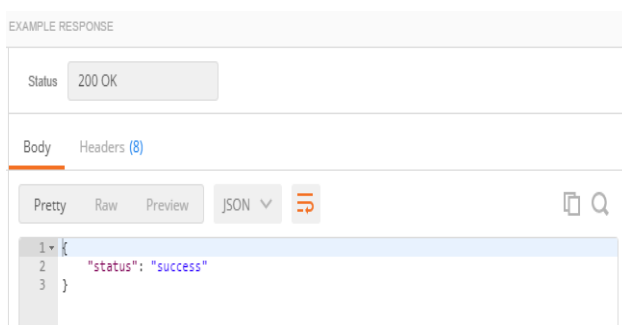 EXAMPLE RESPONSE
Status 200 OK
Body Headers (8)
Pretty Raw Preview JSON
1 {
2 "status": "success"
3 }